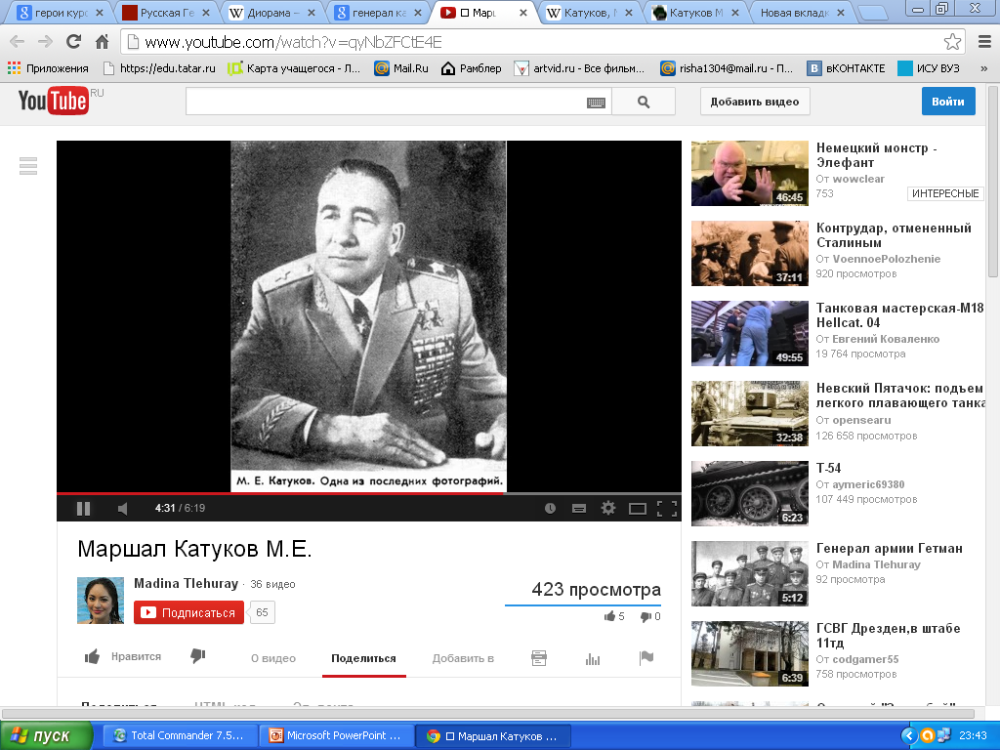 герои курс
Русская Ге
Диорама –
генерал ка
Марш
Катуков, М
Катуков М
Новая вкладк
www.youtube.com/watch?v=qyNbZFCtE4E
Приложения
https://edu.tatar.ru
Карта учащегося - Л...
Mail.Ru
Рамблер
artvid.ru - Все фильм...
risha1304@mail.ru - П...
вКОНТАКТЕ
ИСУ ВУЗ
»
YouTube RU
Добавить видео
Войти
М. Е. Катуков. Одна из последних фотографий.
4:31 / 6:19
Маршал Катуков М.Е.
Madina Tlehuray · 36 видео
Подписаться 65
423 просмотра
5 0
Нравится
О видео
Поделиться
Добавить в
Поделиться
HTML-код
Эл. почта
46:45
Немецкий монстр -
Элефант
От wowclear
753
ИНТЕРЕСНЫЕ
37:11
Контрудар, отмененный
Сталиным
От VoennoePolozhenie
920 просмотров
49:55
Танковая мастерская-М18
Hellcat. 04
От Евгений Коваленко
19 764 просмотра
32:38
Невский Пятачок: подъем
легкого плавающего танка
От opensearu
126 658 просмотров
6:23
Т-54
От aymeric69380
107 449 просмотров
5:12
Генерал армии Гетман
От Madina Tlehuray
92 просмотра
6:39
ГСВГ Дрезден,в штабе
11тд
От codgamer55
758 просмотров
пуск
Total Commander 7.5...
Microsoft PowerPoint ...
Маршал Катуков ...
23:43